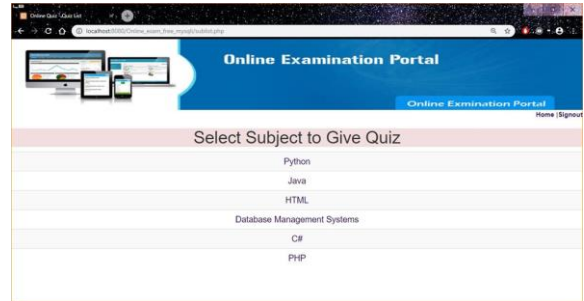 Online Quiz - Quiz List
localhost:8080/Online_exam_free_mysqli/sublist.php
Online Examination Portal
Online Exmination Portal
Home |Signout
Select Subject to Give Quiz
Python
Java
HTML
Database Management Systems
C#
PHP